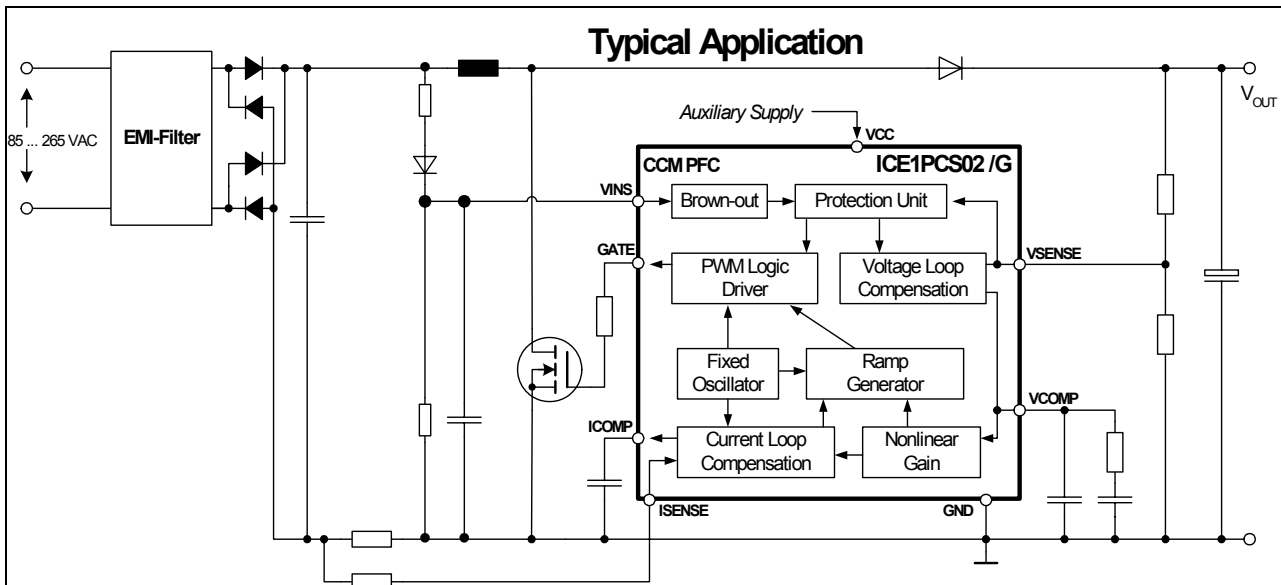 Typical Application
EMI-Filter
85 ... 265 VAC
V_OUT
Auxiliary Supply
VCC
CCM PFC
ICE1PCS02 /G
VINS
Brown-out
Protection Unit
GATE
PWM Logic
Driver
Voltage Loop
Compensation
VSENSE
Fixed
Oscillator
Ramp
Generator
VCOMP
ICOMP
Current Loop
Compensation
Nonlinear
Gain
ISENSE
GND